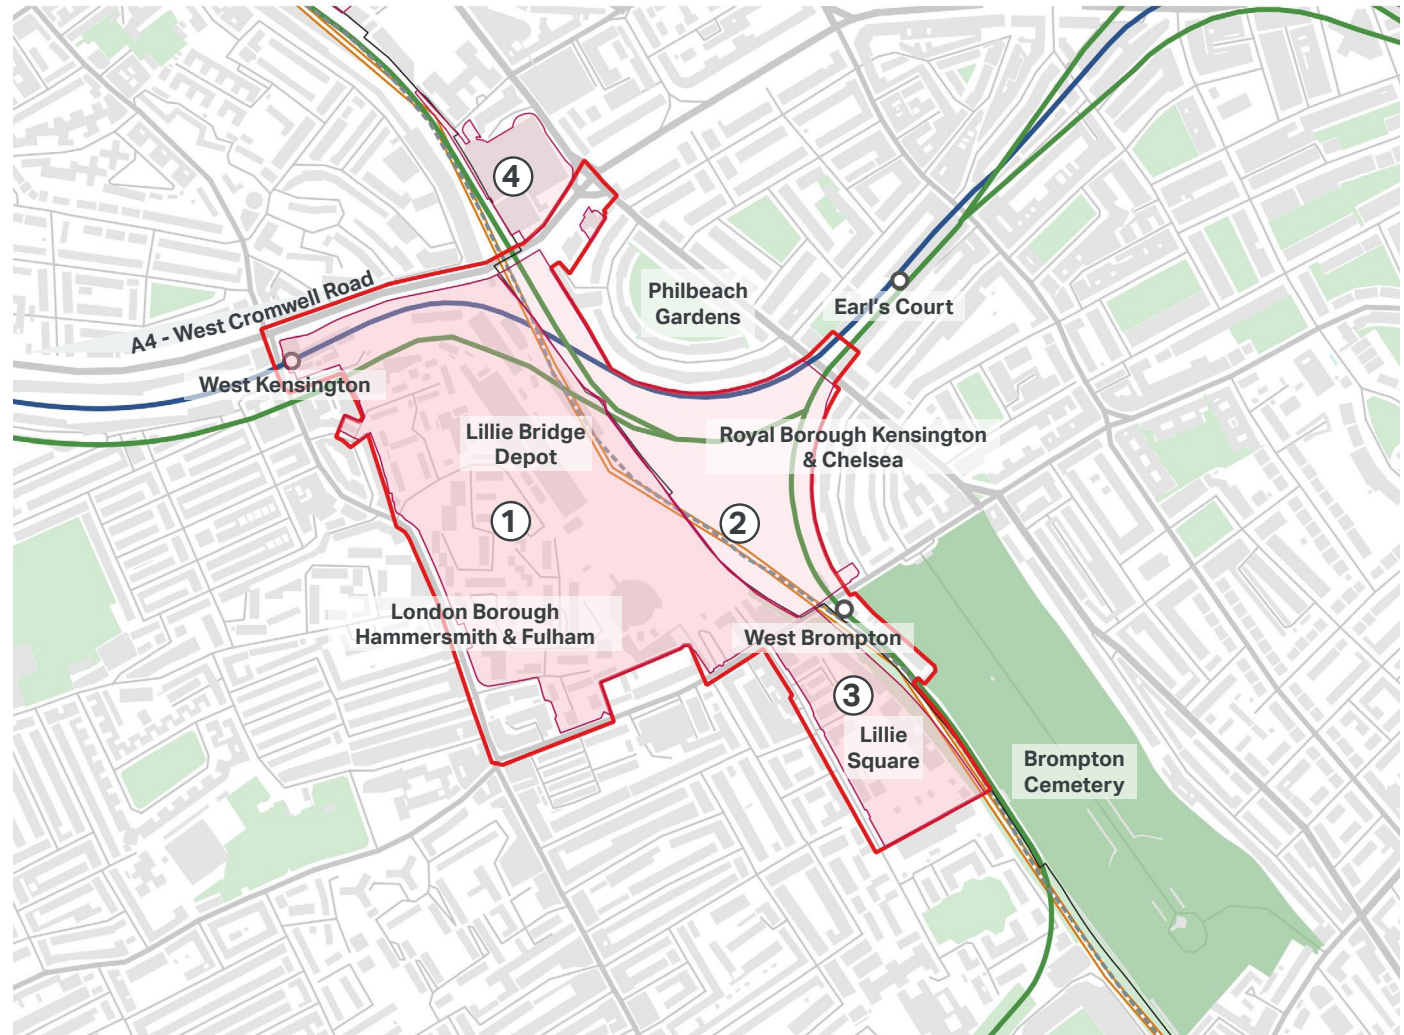 4
A4 - West Cromwell Road
Philbeach
Gardens
Earl's Court
West Kensington
Lillie Bridge
Depot
Royal Borough Kensington
& Chelsea
1
2
London Borough
Hammersmith & Fulham
West Brompton
3
Lillie
Square
Brompton
Cemetery